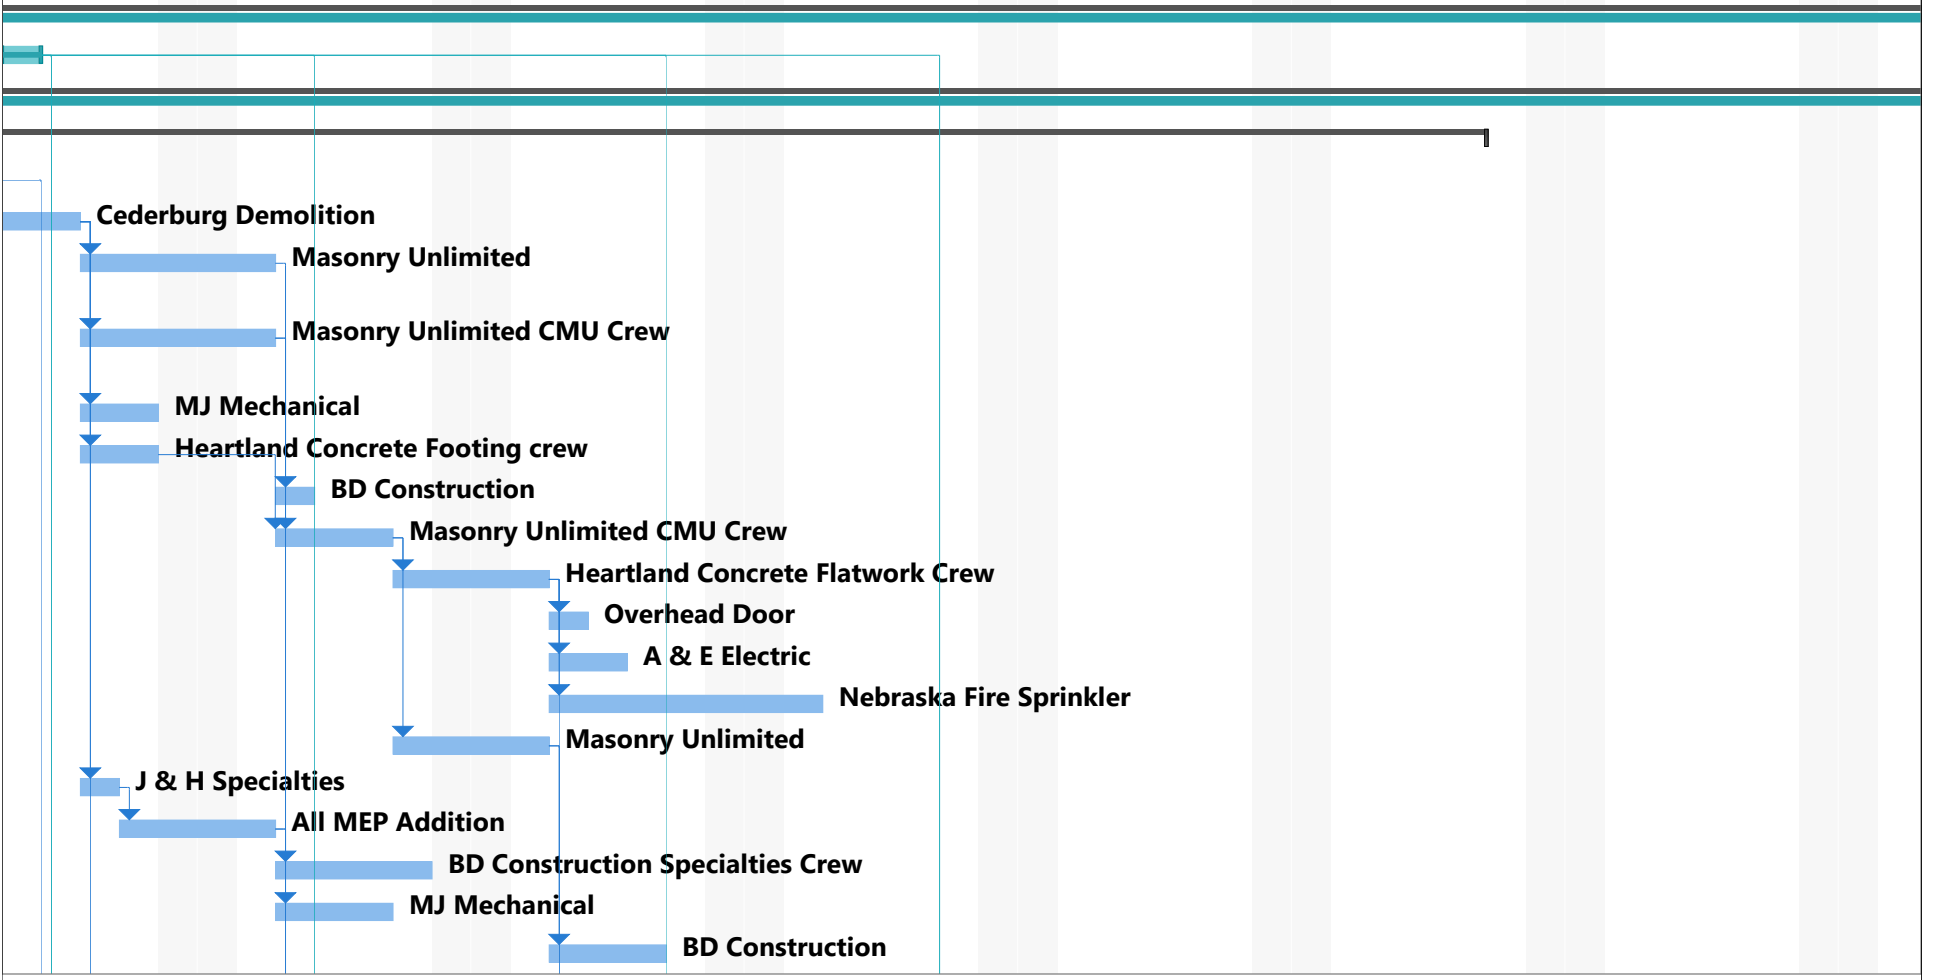 Cederburg Demolition
Masonry Unlimited
Masonry Unlimited CMU Crew
MJ Mechanical
Heartland Concrete Footing crew
BD Construction
Masonry Unlimited CMU Crew
Heartland Concrete Flatwork Crew
Overhead Door
A & E Electric
Nebraska Fire Sprinkler
Masonry Unlimited
J & H Specialties
All MEP Addition
BD Construction Specialties Crew
MJ Mechanical
BD Construction